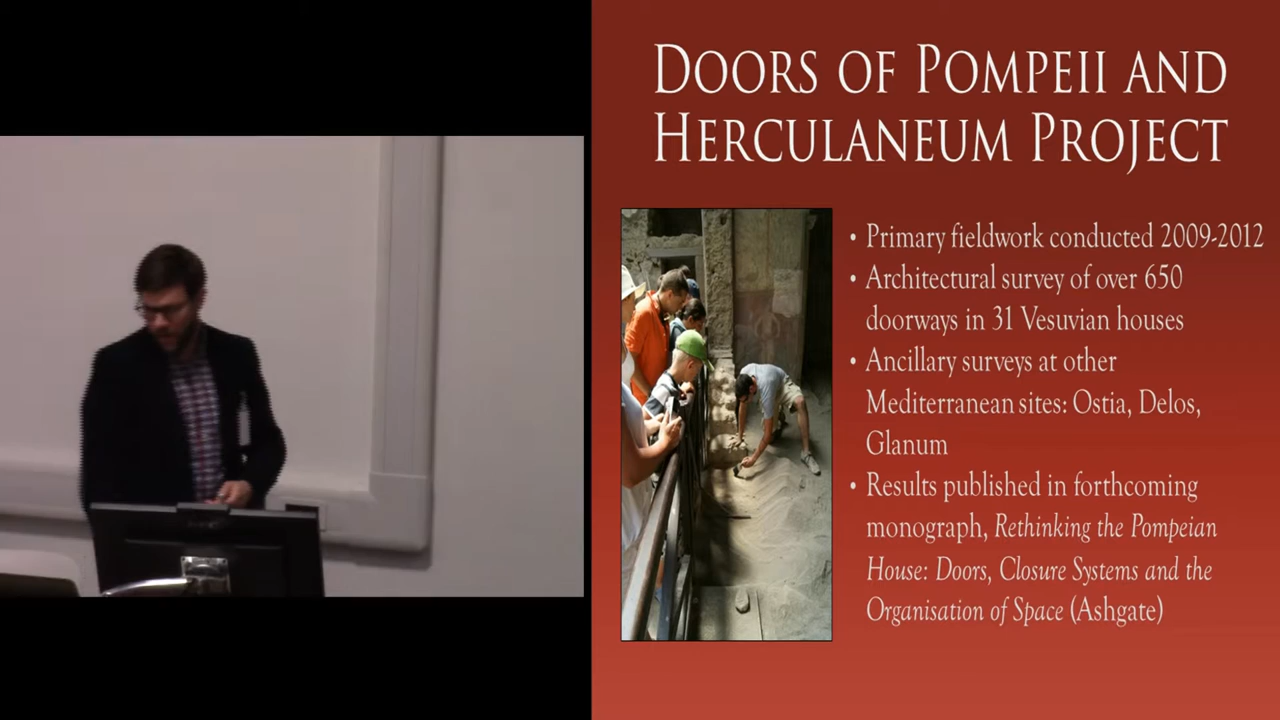 DOORS OF POMPEII AND
HERCULANEUM PROJECT
• Primary fieldwork conducted 2009-2012
• Architectural survey of over 650
doorways in 31 Vesuvian houses
• Ancillary surveys at other
Mediterranean sites: Ostia, Delos,
Glanum
• Results published in forthcoming
monograph, Rethinking the Pompeian
House: Doors, Closure Systems and the
Organisation of Space (Ashgate)